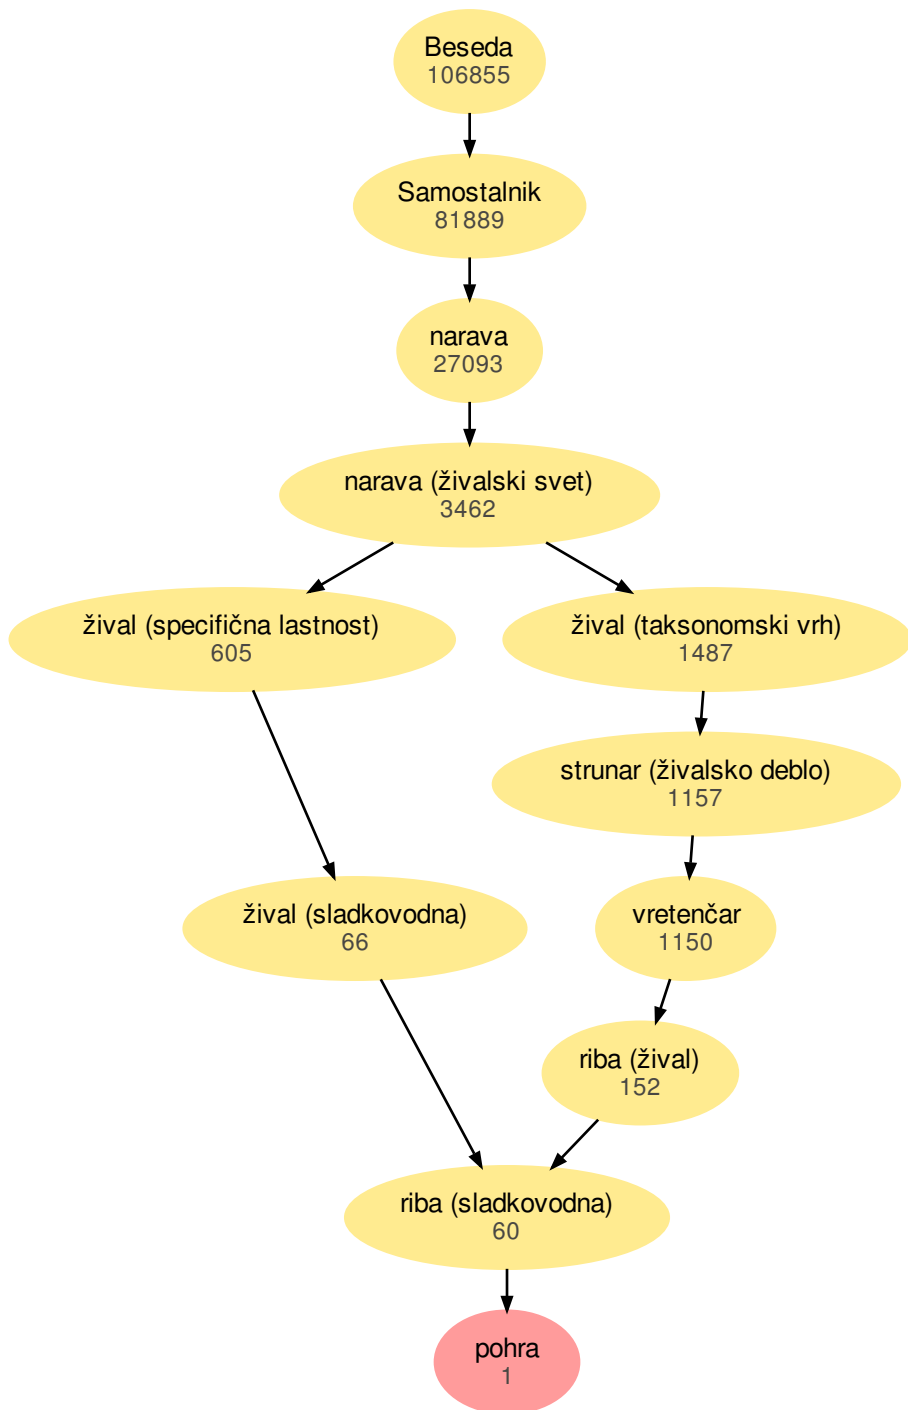 Beseda
106855
Samostalnik
81889
narava
27093
narava (živalski svet)
3462
žival (specifična lastnost)
605
žival (taksonomski vrh)
1487
strunar (živalsko deblo)
1157
žival (sladkovodna)
66
vretenčar
1150
riba (žival)
152
riba (sladkovodna)
60
pohra
1